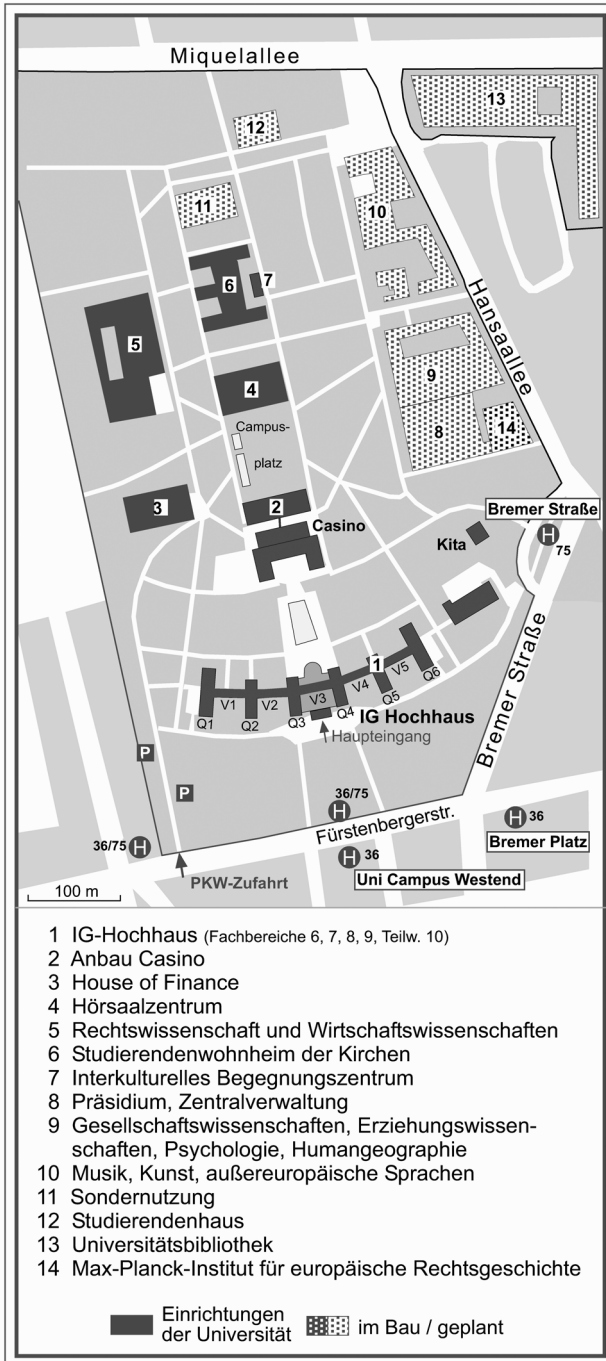 Miquelallee
13
12
11
10
Hansaallee
6
7
5
9
4
8
14
Campus-
platz
3
2
Casino
Bremer Straße
H
75
Kita
Bremer Straße
1
Q1
V1
Q2
V2
Q3
V3
Q4
V4
Q5
V5
Q6
IG Hochhaus
Haupteingang
P
P
36/75
H
Fürstenbergerstr.
H 36
Bremer Platz
36/75 H
H 36
Uni Campus Westend
PKW-Zufahrt
100 m
1 IG-Hochhaus (Fachbereiche 6, 7, 8, 9, Teilw. 10)
2 Anbau Casino
3 House of Finance
4 Hörsaalzentrum
5 Rechtswissenschaft und Wirtschaftswissenschaften
6 Studierendenwohnheim der Kirchen
7 Interkulturelles Begegnungszentrum
8 Präsidium, Zentralverwaltung
9 Gesellschaftswissenschaften, Erziehungswissen-
schaften, Psychologie, Humangeographie
10 Musik, Kunst, außereuropäische Sprachen
11 Sondernutzung
12 Studierendenhaus
13 Universitätsbibliothek
14 Max-Planck-Institut für europäische Rechtsgeschichte
Einrichtungen
der Universität
im Bau / geplant